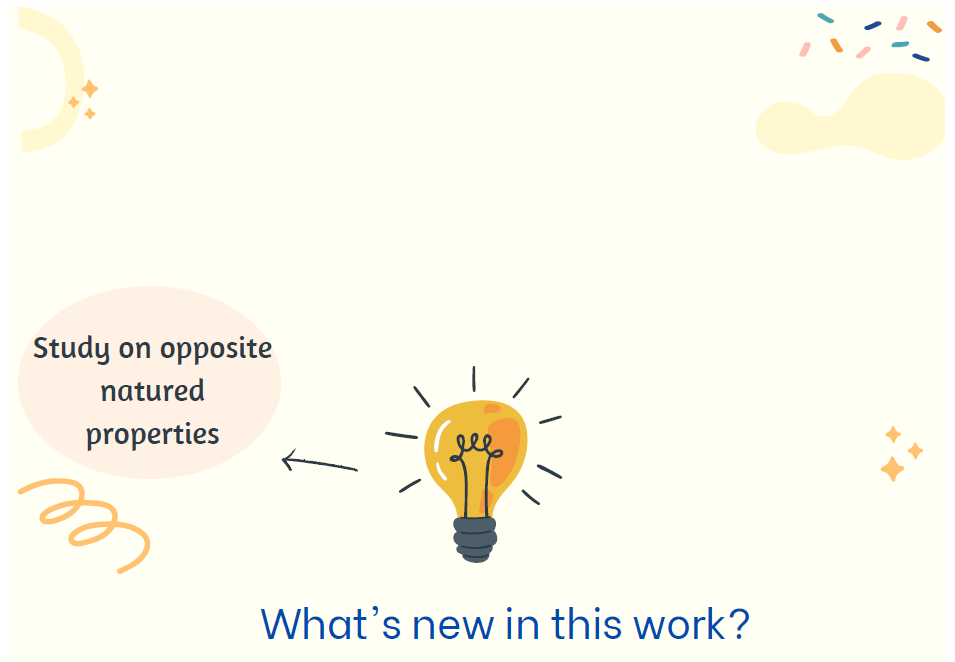 Study on opposite
natured
properties
What's new in this work?